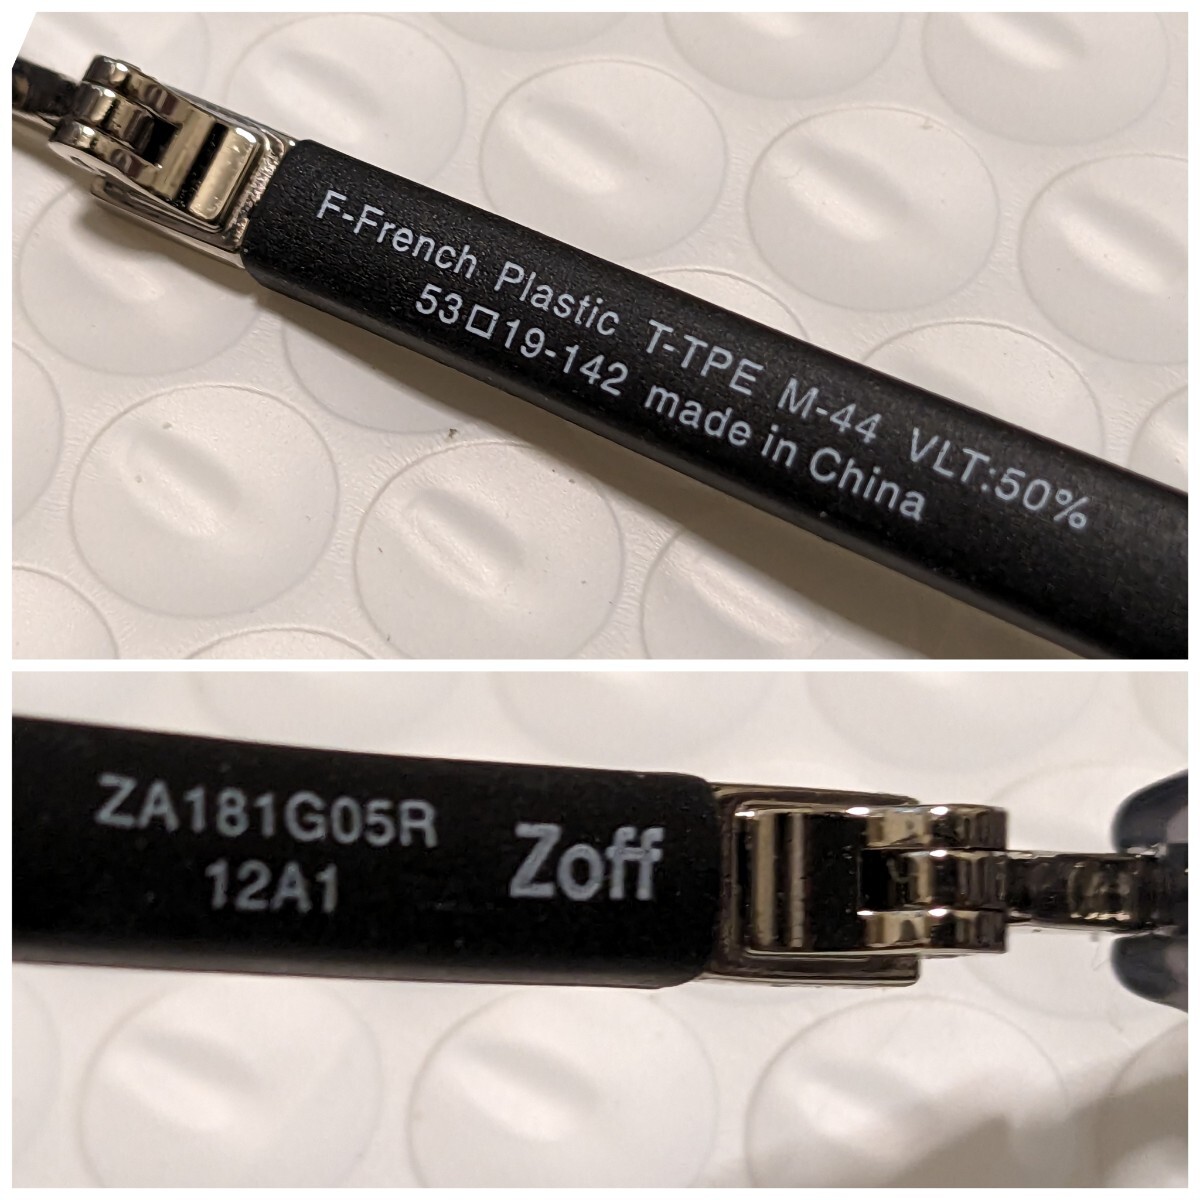 F-French Plastic T-TPE M-44 VLT:50%
53□19-142 made in China
ZA181G05R
12A1
Zoff